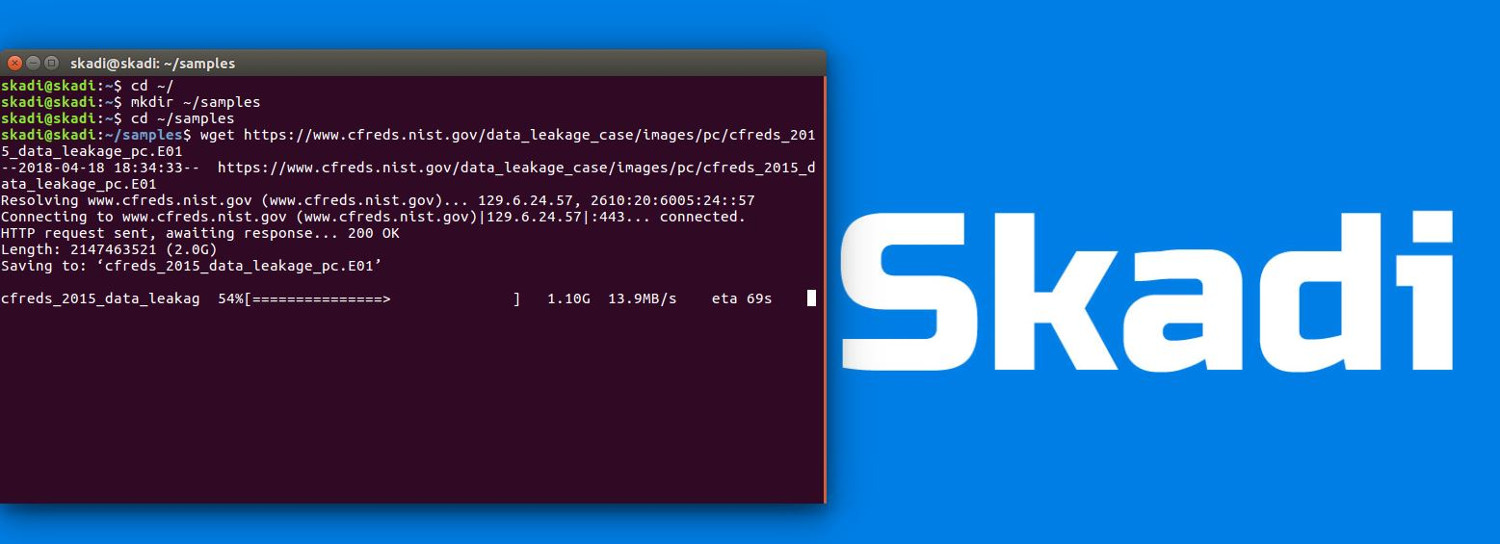 skadi@skadi: ~/samples
skadi@skadi:~$ cd ~/
skadi@skadi:~$ mkdir ~/samples
skadi@skadi:~$ cd ~/samples
skadi@skadi:~/samples$ wget https://www.cfreds.nist.gov/data_leakage_case/images/pc/cfreds_201
5_data_leakage_pc.E01
--2018-04-18 18:34:33--  https://www.cfreds.nist.gov/data_leakage_case/images/pc/cfreds_2015_d
ata_leakage_pc.E01
Resolving www.cfreds.nist.gov (www.cfreds.nist.gov)... 129.6.24.57, 2610:20:6005:24::57
Connecting to www.cfreds.nist.gov (www.cfreds.nist.gov)|129.6.24.57|:443... connected.
HTTP request sent, awaiting response... 200 OK
Length: 2147463521 (2.0G)
Saving to: ‘cfreds_2015_data_leakage_pc.E01’
cfreds_2015_data_leakag  54%[===============>              ]   1.10G  13.9MB/s    eta 69s
Skadi